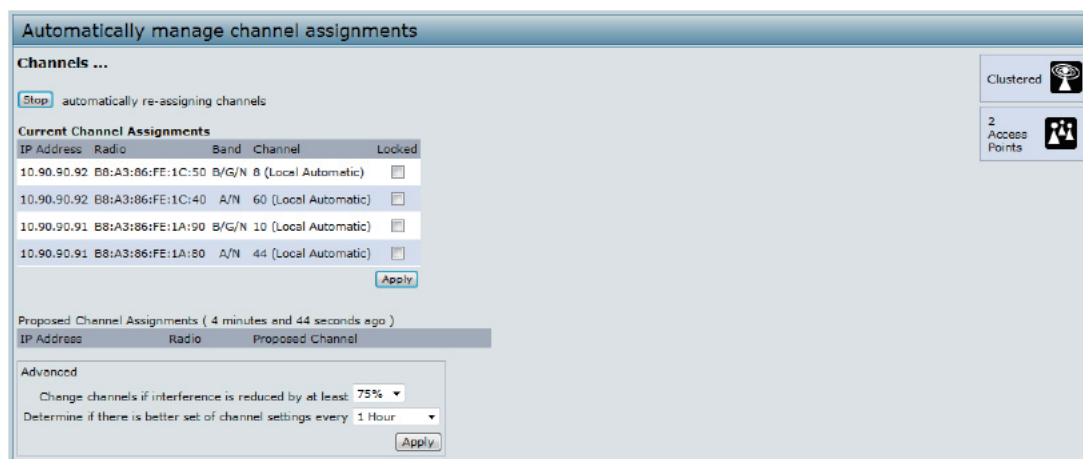 Automatically manage channel assignments
Channels ...
Clustered
Stop automatically re-assigning channels
2
Access
Points
Current Channel Assignments
IP Address Radio Band Channel Locked
10.90.90.92 B8:A3:86:FE:1C:50 B/G/N 8 (Local Automatic)
10.90.90.92 B8:A3:86:FE:1C:40 A/N 60 (Local Automatic)
10.90.90.91 B8:A3:86:FE:1A:90 B/G/N 10 (Local Automatic)
10.90.90.91 B8:A3:86:FE:1A:80 A/N 44 (Local Automatic)
Apply
Proposed Channel Assignments ( 4 minutes and 44 seconds ago )
IP Address Radio Proposed Channel
Advanced
Change channels if interference is reduced by at least 75%
Determine if there is better set of channel settings every 1 Hour
Apply